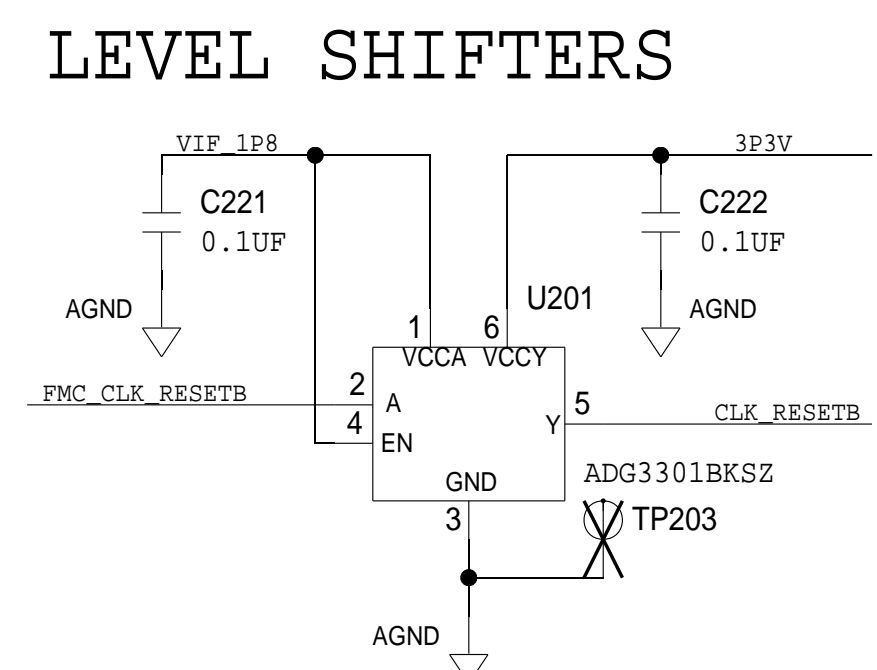 LEVEL SHIFTERS
VIF_1P8
3P3V
C221
0.1UF
C222
0.1UF
AGND
U201
AGND
1
6
VCCA
VCCY
FMC_CLK_RESETB
2
A
4
EN
Y
5
CLK_RESETB
GND
ADG3301BKSZ
3
TP203
AGND